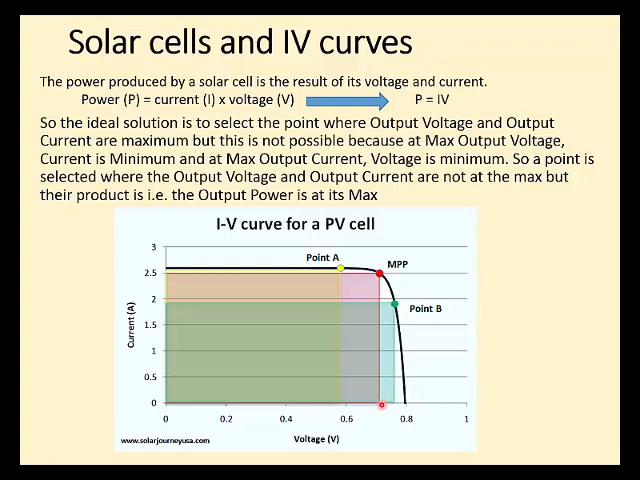 Solar cells and IV curves
The power produced by a solar cell is the result of its voltage and current.
Power (P) = current (I) x voltage (V) P = IV
So the ideal solution is to select the point where Output Voltage and Output
Current are maximum but this is not possible because at Max Output Voltage,
Current is Minimum and at Max Output Current, Voltage is minimum. So a point is
selected where the Output Voltage and Output Current are not at the max but
their product is i.e. the Output Power is at its Max
I-V curve for a PV cell
3
Point A
MPP
2.5
2
Point B
1.5
Current (A)
1
0.5
0
0 0.2 0.4 0.6 0.8 1
Voltage (V)
www.solarjourneyusa.com